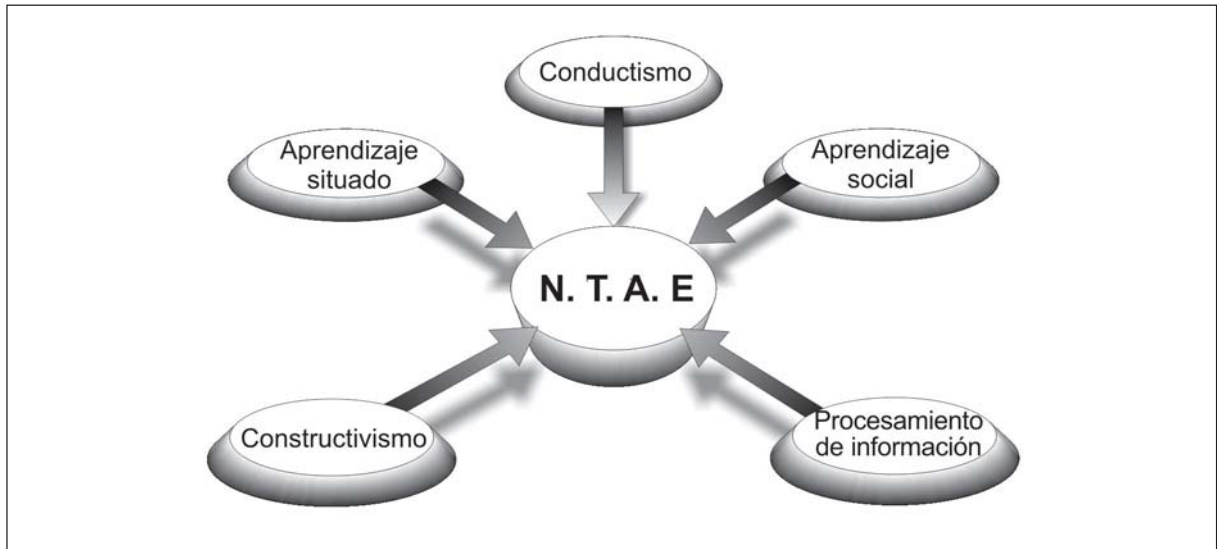 Conductismo
Aprendizaje
situado
Aprendizaje
social
N. T. A. E
Constructivismo
Procesamiento
de información